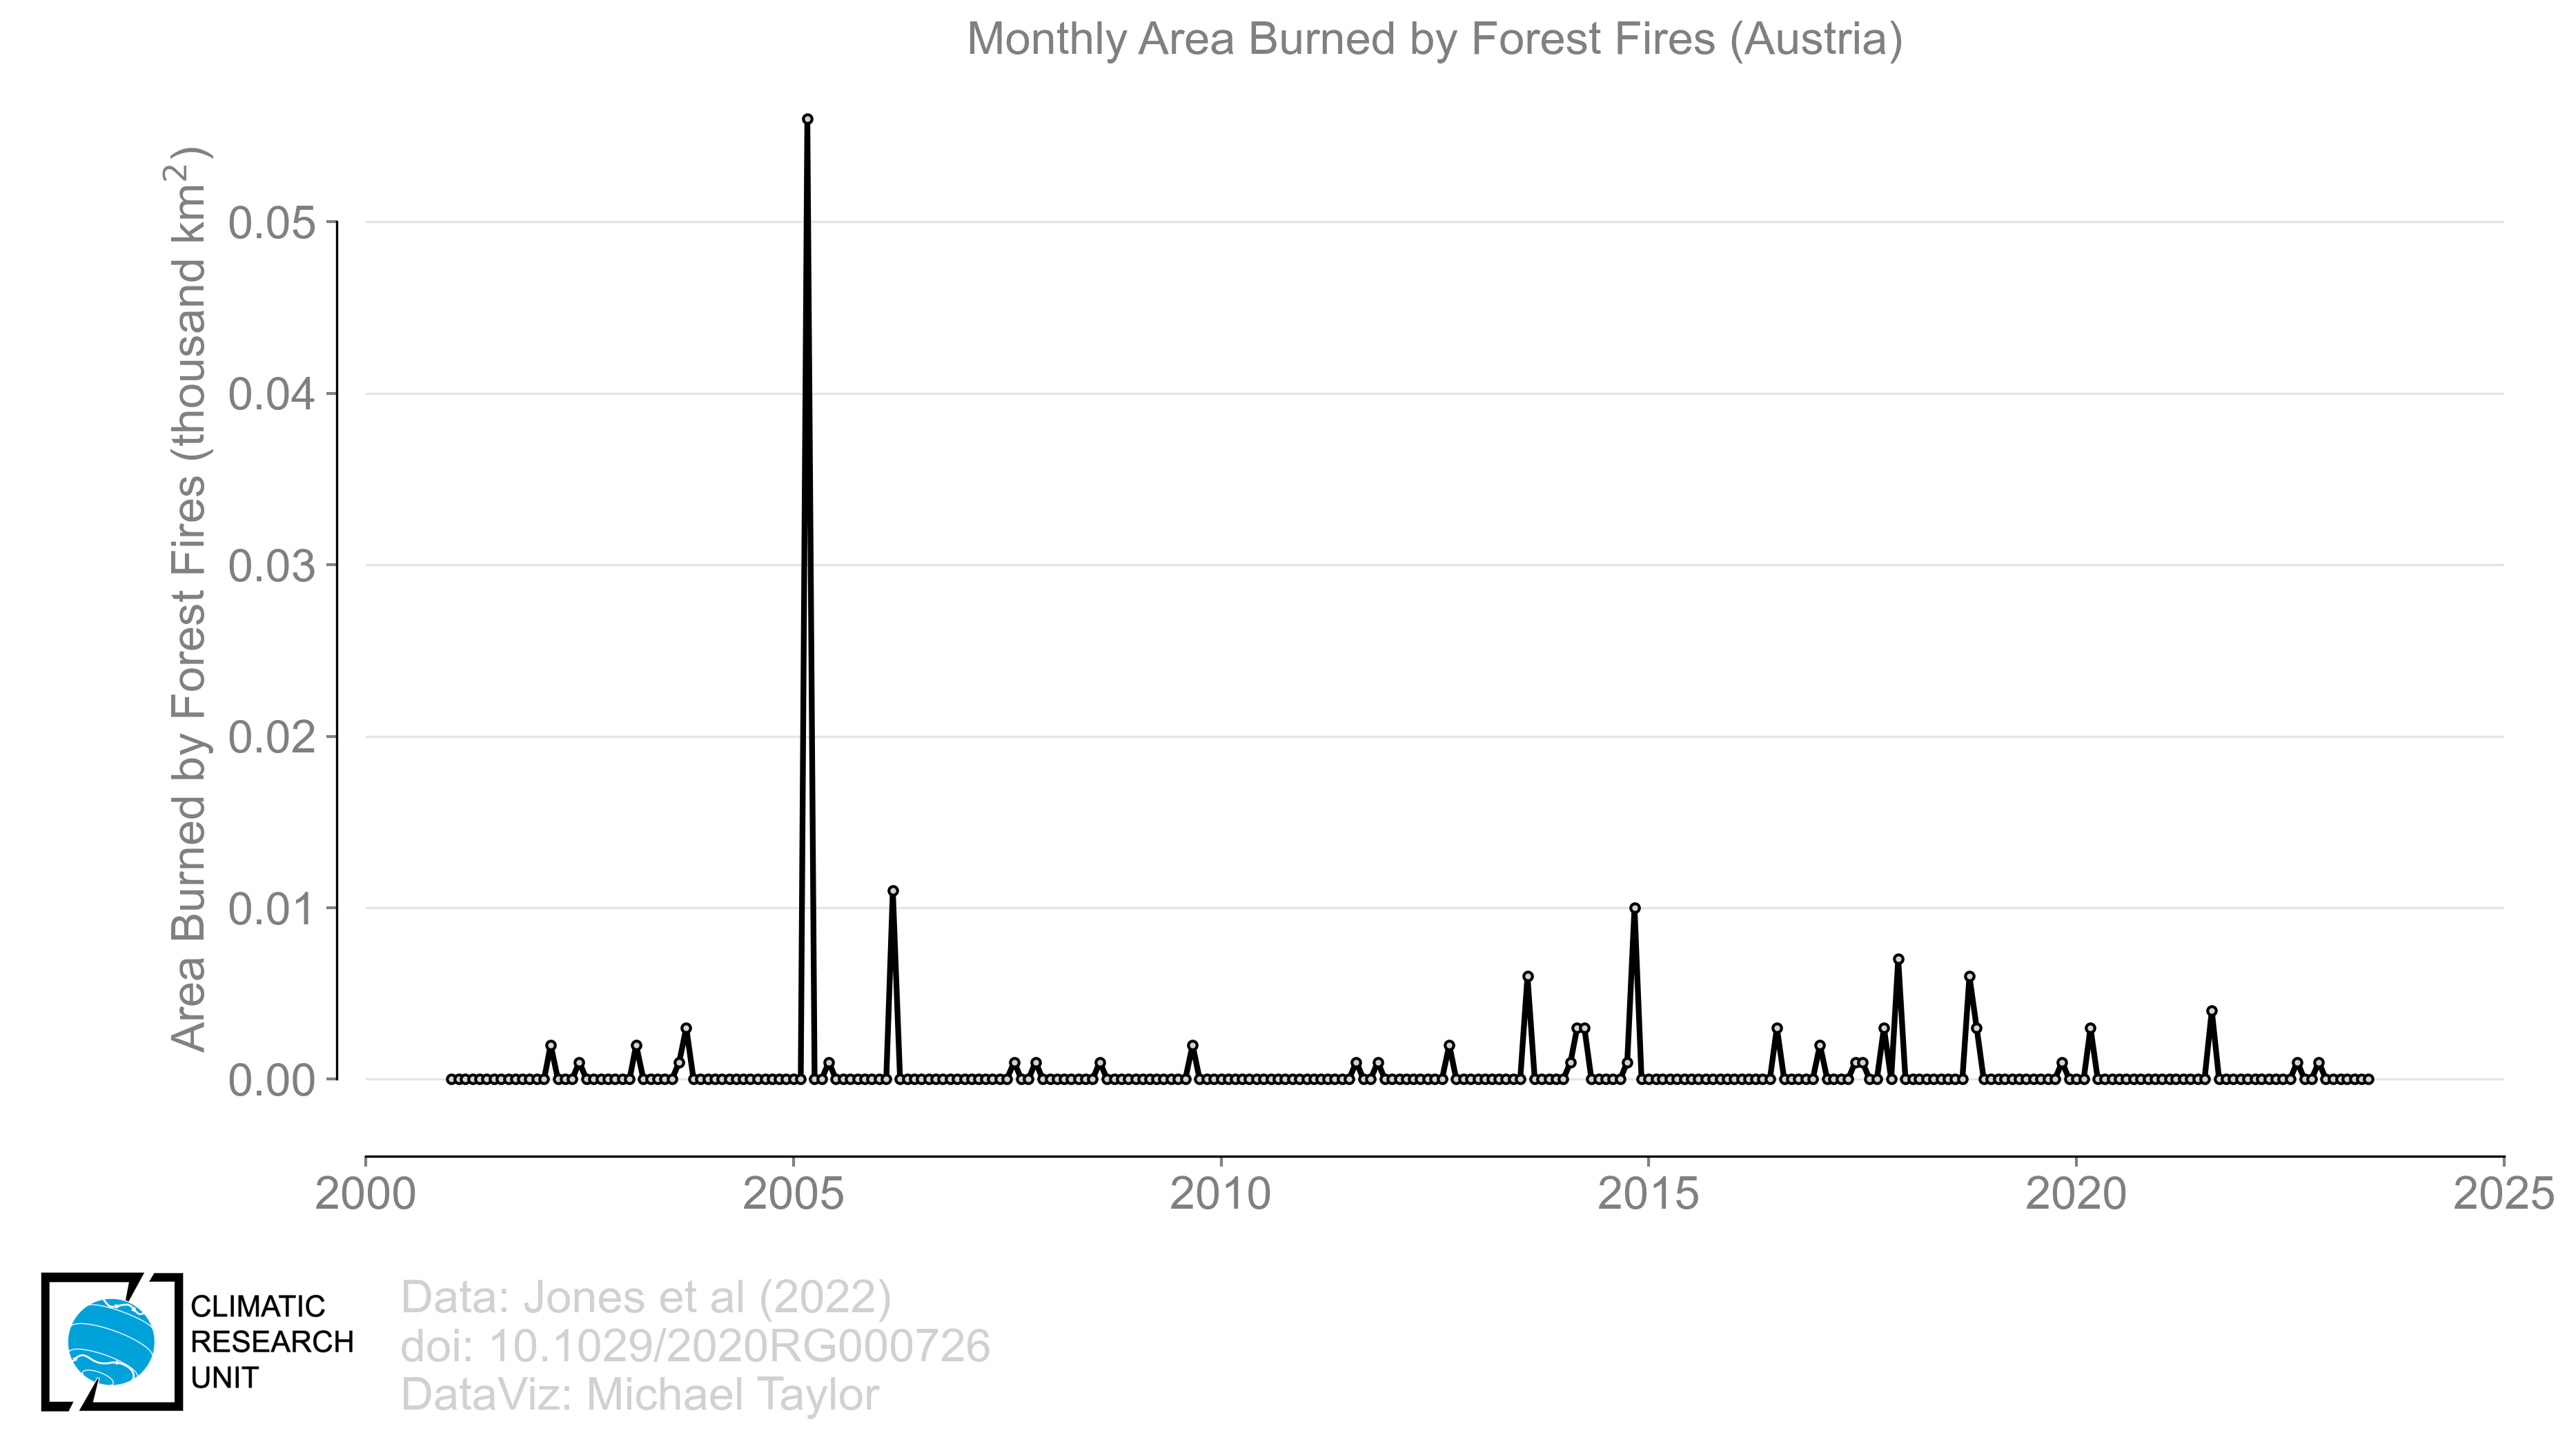 Monthly Area Burned by Forest Fires (Austria)
Area Burned by Forest Fires (thousand km²)
0.05
0.04
0.03
0.02
0.01
0.00
2000 2005 2010 2015 2020 2025
CLIMATIC
RESEARCH
UNIT
Data: Jones et al (2022)
doi: 10.1029/2020RG000726
DataViz: Michael Taylor